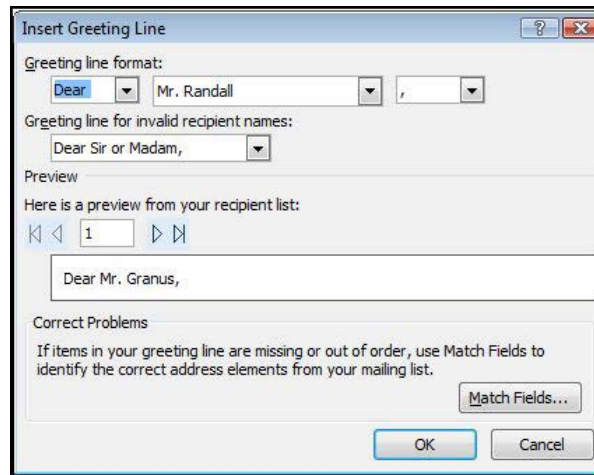 Insert Greeting Line
Greeting line format:
Dear Mr. Randall ,
Greeting line for invalid recipient names:
Dear Sir or Madam,
Preview
Here is a preview from your recipient list:
1
Dear Mr. Granus,
Correct Problems
If items in your greeting line are missing or out of order, use Match Fields to
identify the correct address elements from your mailing list.
Match Fields...
OK Cancel